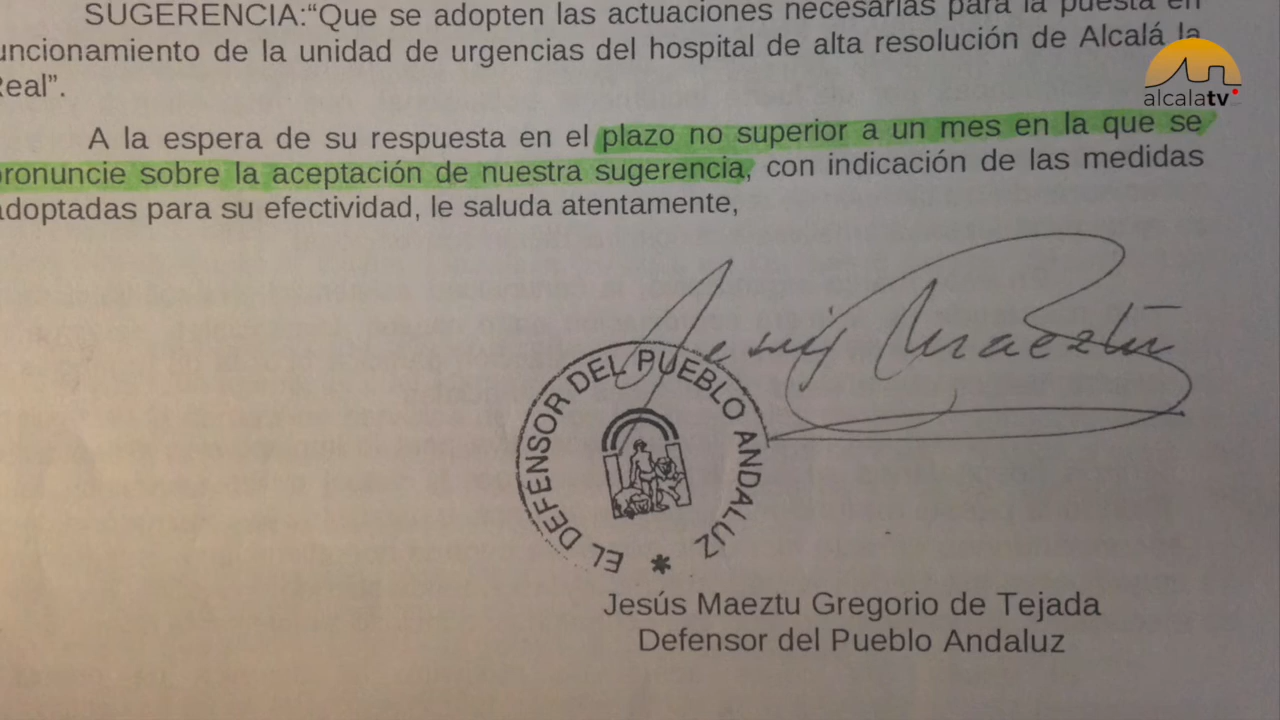 SUGERENCIA:“Que se adopten las actuaciones necesarias para la puesta en
uncionamiento de la unidad de urgencias del hospital de alta resolución de Alcalá la
Real”.
A la espera de su respuesta en el plazo no superior a un mes en la que se
pronuncie sobre la aceptación de nuestra sugerencia, con indicación de las medidas
adoptadas para su efectividad, le saluda atentamente,
Jesús Maeztu
EL DEFENSOR DEL PUEBLO ANDALUZ *
Jesús Maeztu Gregorio de Tejada
Defensor del Pueblo Andaluz
alcalatv